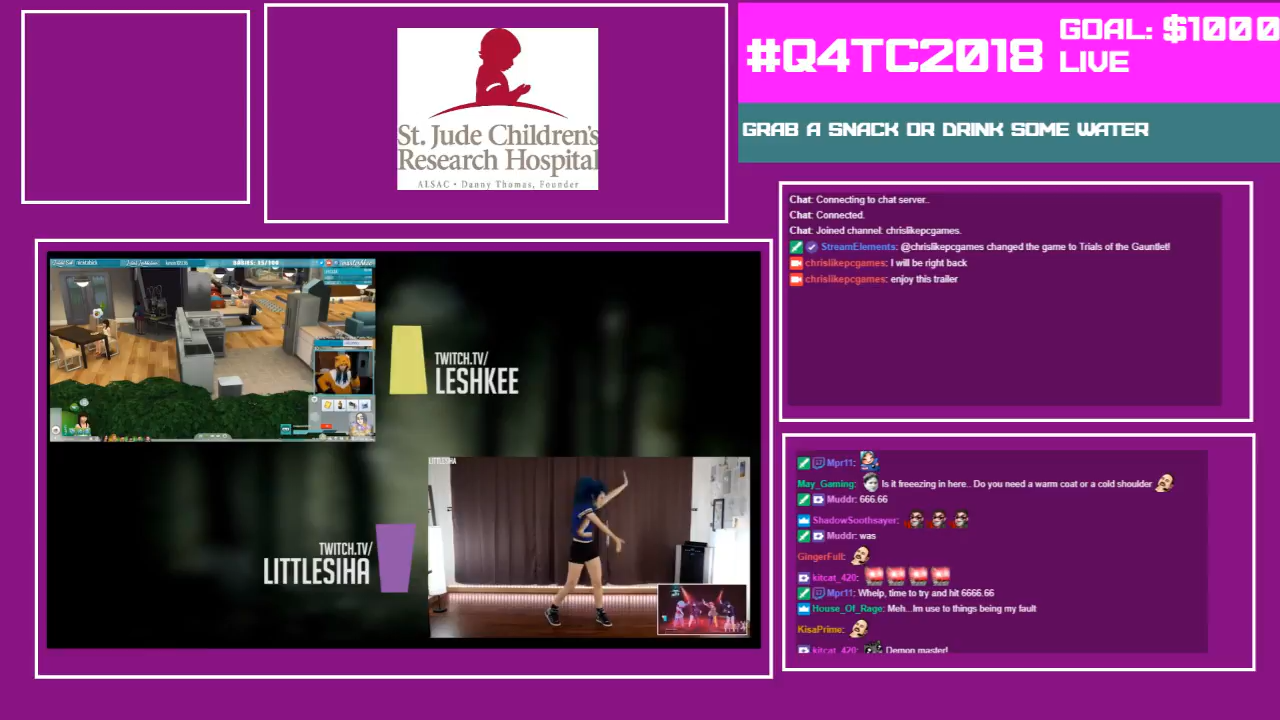 St. Jude Children's
Research Hospital
ALSAC • Danny Thomas, Founder
#Q4TC2018
GOAL: $1000
LIVE
GRAB A SNACK OR DRINK SOME WATER
Chat: Connecting to chat server..
Chat: Connected.
Chat: Joined channel: chrislikepcgames.
StreamElements: @chrislikepcgames changed the game to Trials of the Gauntlet!
chrislikepcgames: I will be right back
chrislikepcgames: enjoy this trailer
TWITCH.TV/
LESHKEE
LITTLESIHA
TWITCH.TV/
LITTLESIHA
Mpr11:
May_Gaming: Is it freeezing in here.. Do you need a warm coat or a cold shoulder
Muddr: 666.66
ShadowSoothsayer:
Muddr: was
GingerFull:
kitcat_420:
Mpr11: Whelp, time to try and hit 6666.66
House_Of_Rage: Meh...Im use to things being my fault
KisaPrime:
kitcat_420: Demon master!